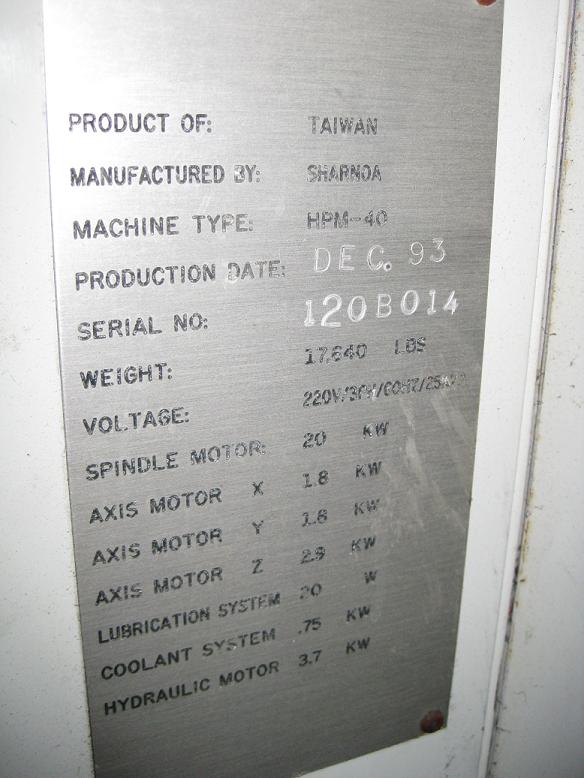 PRODUCT OF: TAIWAN
MANUFACTURED BY: SHARNOA
MACHINE TYPE: HPM-40
PRODUCTION DATE: DEC. 93
SERIAL NO: 120B014
WEIGHT: 17,640 LBS
VOLTAGE:
SPINDLE MOTOR: 20 KW
AXIS MOTOR X 1.8 KW
AXIS MOTOR Y 1.8 KW
AXIS MOTOR Z 2.9 KW
LUBRICATION SYSTEM 20 W
COOLANT SYSTEM .75 KW
HYDRAULIC MOTOR 3.7 KW